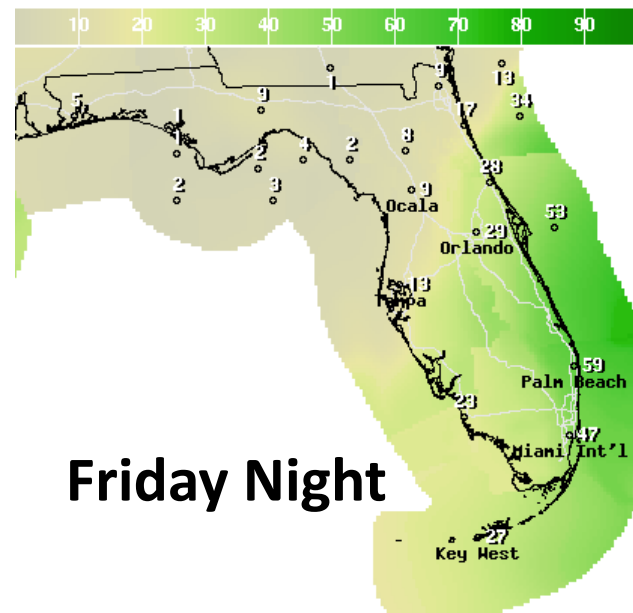 10 20 30 40 50 60 70 80 90
9 13
1
5 9 34
1 17
1 8
2 4 2
28
2 3 9
Ocala
53
29
Orlando
13
Tampa
59
Palm Beach
23
47
Miami Int'l
Friday Night
27
Key West